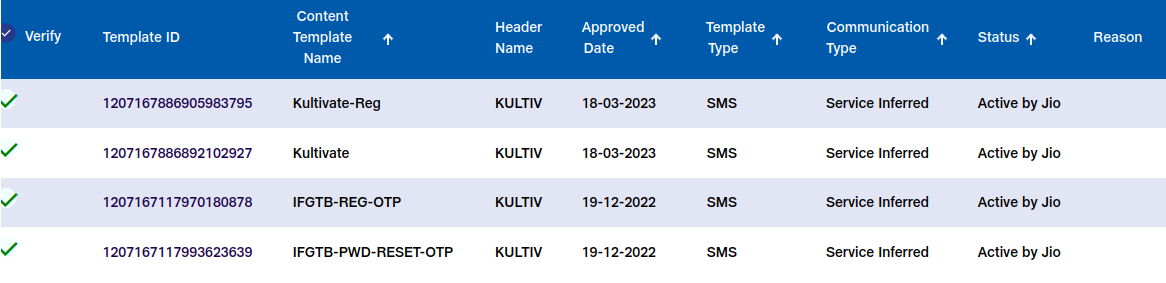 Verify Template ID Content Template Name Header Name Approved Date Template Type Communication Type Status Reason
1207167886905983795 Kultivate-Reg KULTIV 18-03-2023 SMS Service Inferred Active by Jio
1207167886892102927 Kultivate KULTIV 18-03-2023 SMS Service Inferred Active by Jio
1207167117970180878 IFGTB-REG-OTP KULTIV 19-12-2022 SMS Service Inferred Active by Jio
1207167117993623639 IFGTB-PWD-RESET-OTP KULTIV 19-12-2022 SMS Service Inferred Active by Jio